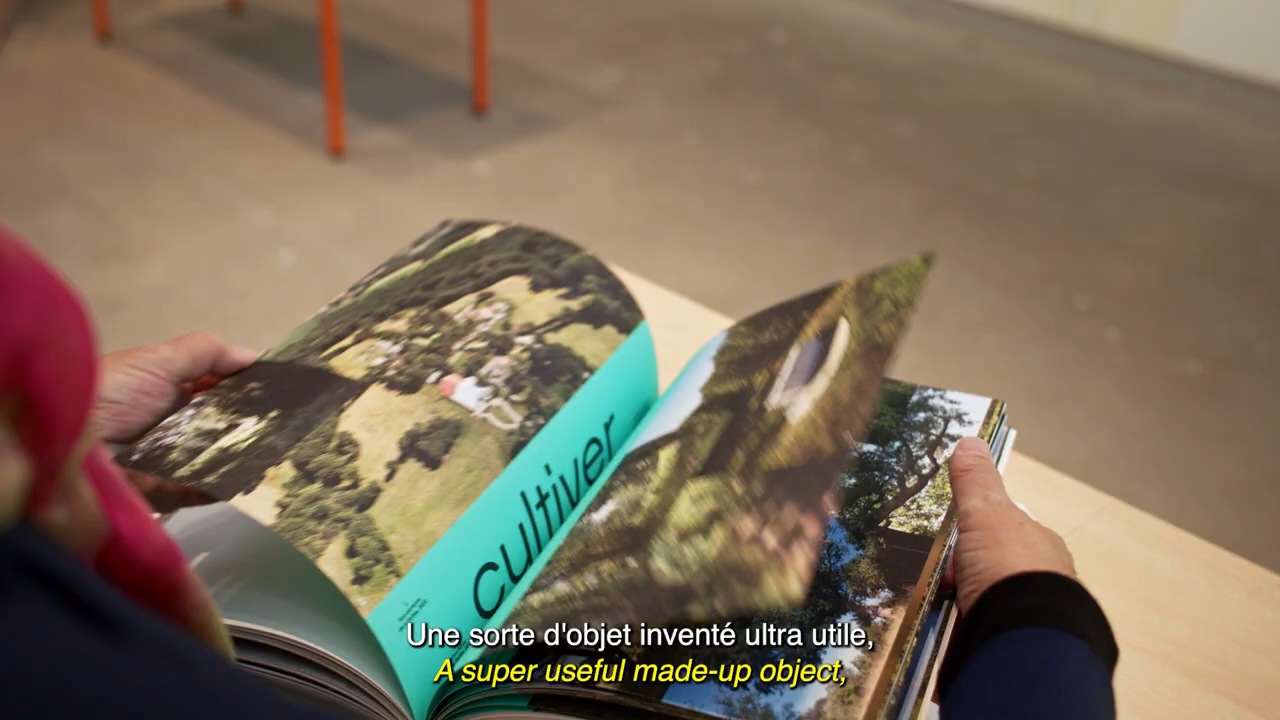 cultiver
Une sorte d'objet inventé ultra utile,
A super useful made-up object,